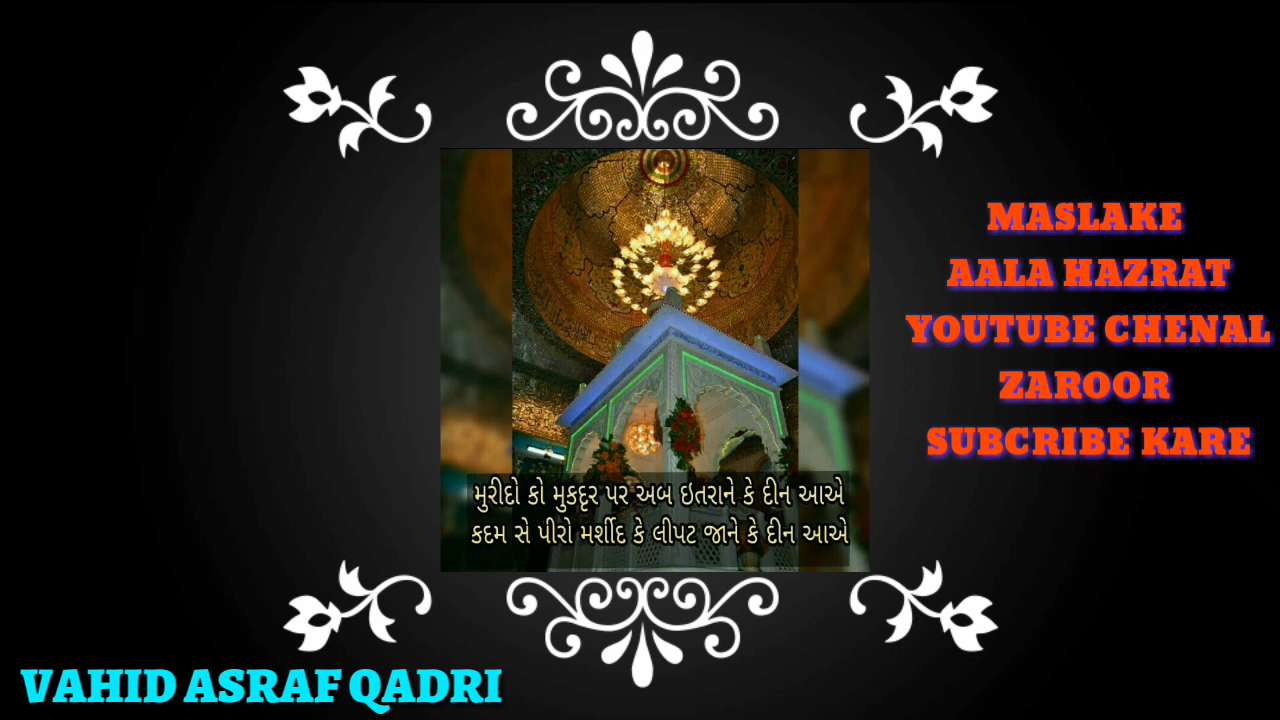 MASLAKE
AALA HAZRAT
YOUTUBE CHENAL
ZAROOR
SUBCRIBE KARE
મુરીદો કો મુકદૃર પર અબ ઇતરાને કે દીન આએ
કદમ સે પીરો મર્શીદ કે લીપટ જાને કે દીન આએ
VAHID ASRAF QADRI